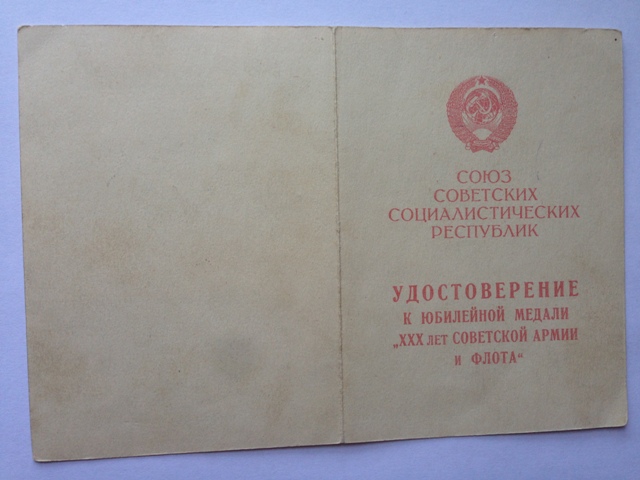 СОЮЗ
СОВЕТСКИХ
СОЦИАЛИСТИЧЕСКИХ
РЕСПУБЛИК
УДОСТОВЕРЕНИЕ
К ЮБИЛЕЙНОЙ МЕДАЛИ
„XXX ЛЕТ СОВЕТСКОЙ АРМИИ
И ФЛОТА“